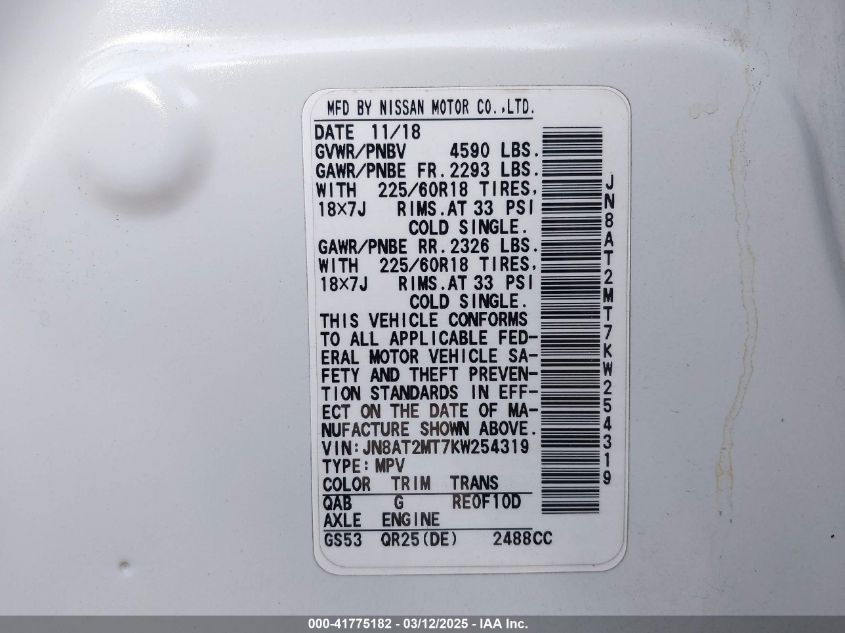 MFD BY NISSAN MOTOR CO.,LTD.
DATE 11/18
GVWR/PNBV 4590 LBS.
GAWR/PNBE FR. 2293 LBS.
WITH 225/60R18 TIRES,
18×7J RIMS. AT 33 PSI
COLD SINGLE.
GAWR/PNBE RR. 2326 LBS.
WITH 225/60R18 TIRES,
18×7J RIMS. AT 33 PSI
COLD SINGLE.
THIS VEHICLE CONFORMS
TO ALL APPLICABLE FED-
ERAL MOTOR VEHICLE SA-
FETY AND THEFT PREVEN-
TION STANDARDS IN EFF-
ECT ON THE DATE OF MA-
NUFACTURE SHOWN ABOVE.
VIN: JN8AT2MT7KW254319
TYPE: MPV
COLOR TRIM TRANS
QAB G RE0F10D
AXLE ENGINE
GS53 QR25(DE) 2488CC
JN8AT2MT7KW254319
000-41775182 - 03/12/2025 - IAA Inc.